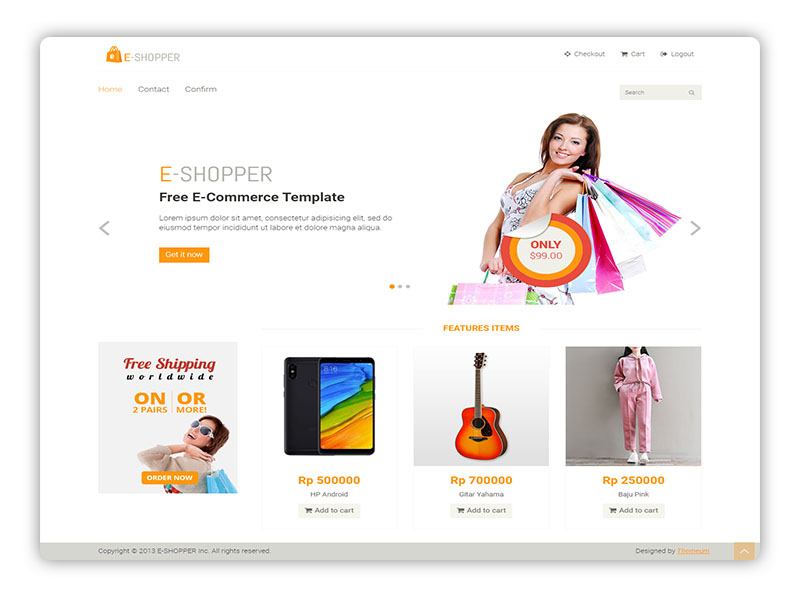 E-SHOPPER
Checkout Cart Logout
Home Contact Confirm
Search
E-SHOPPER
Free E-Commerce Template
Lorem ipsum dolor sit amet, consectetur adipisicing elit, sed do
eiusmod tempor incididunt ut labore et dolore magna aliqua.
Get it now
ONLY
$99.00
FEATURES ITEMS
Free Shipping
worldwide
ON OR
2 PAIRS MORE!
ORDER NOW
8:16
Rp 500000
HP Android
Add to cart
Rp 700000
Gitar Yahama
Add to cart
Rp 250000
Baju Pink
Add to cart
Copyright © 2013 E-SHOPPER Inc. All rights reserved.
Designed by Themeum